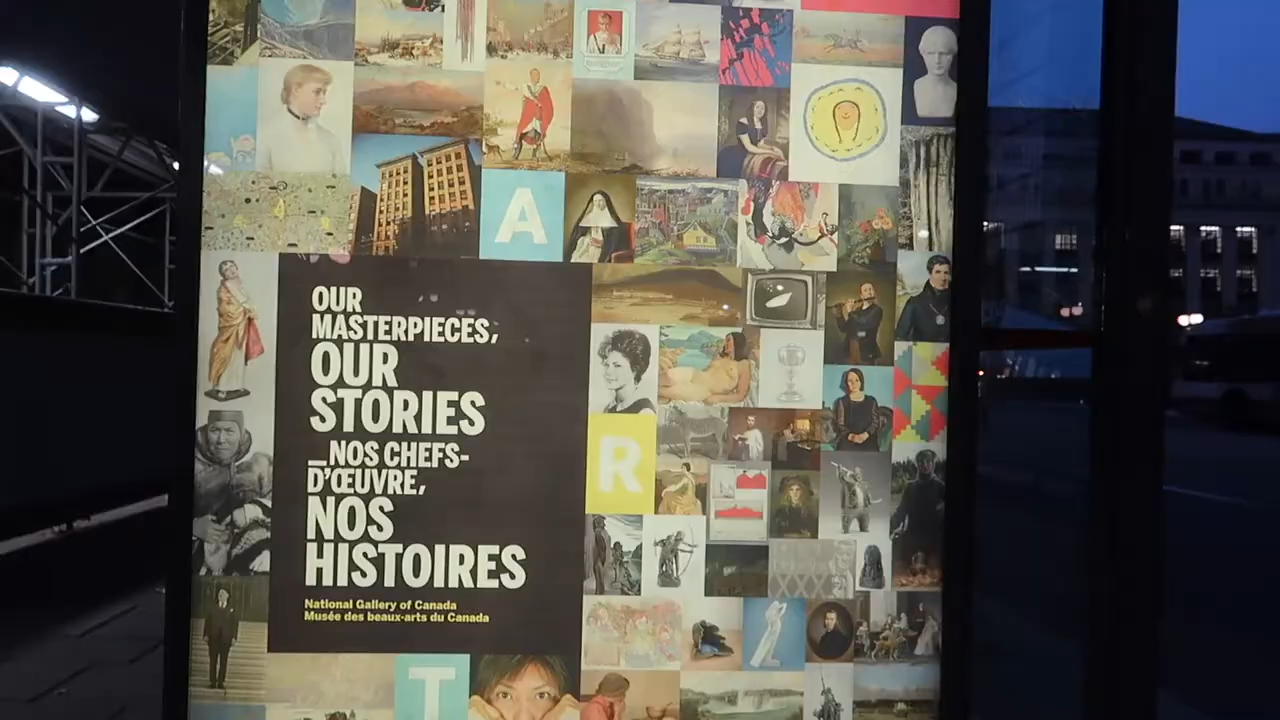 A
OUR
MASTERPIECES,
OUR
STORIES
_NOS CHEFS-
D'ŒUVRE,
NOS
HISTOIRES
National Gallery of Canada
Musée des beaux-arts du Canada
R
T